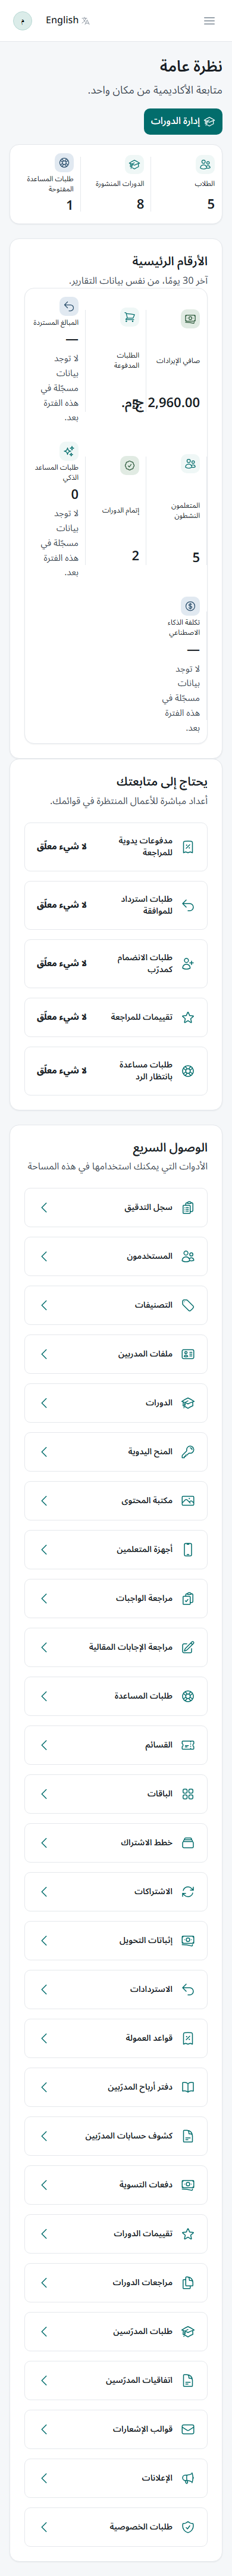 م
English
نظرة عامة
متابعة الأكاديمية من مكان واحد.
إدارة الدورات
الطلاب
5
الدورات المنشورة
8
طلبات المساعدة
المفتوحة
1
الأرقام الرئيسية
آخر 30 يومًا، من نفس بيانات التقارير.
صافي الإيرادات
2,960.00 ج.م.
الطلبات
المدفوعة
المبالغ المستردة
—
لا توجد
بيانات
مسجّلة في
هذه الفترة
بعد.
المتعلمون
النشطون
5
إتمام الدورات
2
طلبات المساعد
الذكي
0
لا توجد
بيانات
مسجّلة في
هذه الفترة
بعد.
تكلفة الذكاء
الاصطناعي
—
لا توجد
بيانات
مسجّلة في
هذه الفترة
بعد.
يحتاج إلى متابعتك
أعداد مباشرة للأعمال المنتظرة في قوائمك.
مدفوعات يدوية
للمراجعة
لا شيء معلّق
طلبات استرداد
للموافقة
لا شيء معلّق
طلبات الانضمام
كمدرّب
لا شيء معلّق
تقييمات للمراجعة
لا شيء معلّق
طلبات مساعدة
بانتظار الرد
لا شيء معلّق
الوصول السريع
الأدوات التي يمكنك استخدامها في هذه المساحة
سجل التدقيق
المستخدمون
التصنيفات
ملفات المدربين
الدورات
المنح اليدوية
مكتبة المحتوى
أجهزة المتعلمين
مراجعة الواجبات
مراجعة الإجابات المقالية
طلبات المساعدة
القسائم
الباقات
خطط الاشتراك
الاشتراكات
إثباتات التحويل
الاستردادات
قواعد العمولة
دفتر أرباح المدرّبين
كشوف حسابات المدرّبين
دفعات التسوية
تقييمات الدورات
مراجعات الدورات
طلبات المدرّسين
اتفاقيات المدرّسين
قوالب الإشعارات
الإعلانات
طلبات الخصوصية